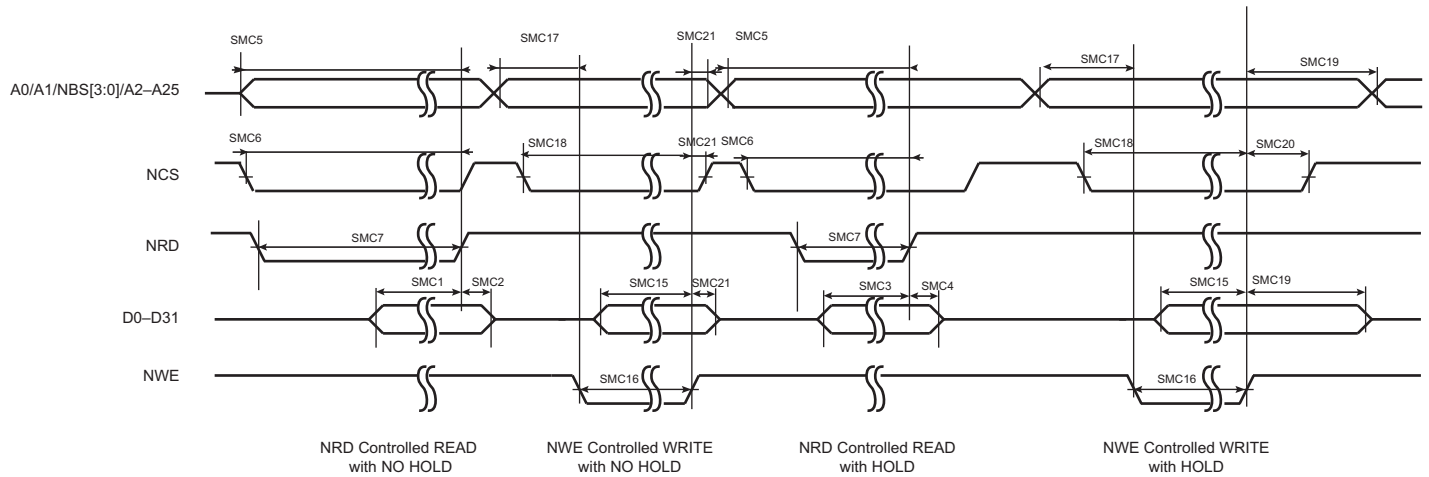 SMC5 SMC17 SMC21 SMC5 SMC17 SMC19
A0/A1/NBS[3:0]/A2–A25
SMC6 SMC18 SMC21 SMC6 SMC18 SMC20
NCS
NRD SMC7 SMC7
SMC1 SMC2 SMC15 SMC21 SMC3 SMC4 SMC15 SMC19
D0–D31
NWE SMC16 SMC16
NRD Controlled READ
with NO HOLD
NWE Controlled WRITE
with NO HOLD
NRD Controlled READ
with HOLD
NWE Controlled WRITE
with HOLD